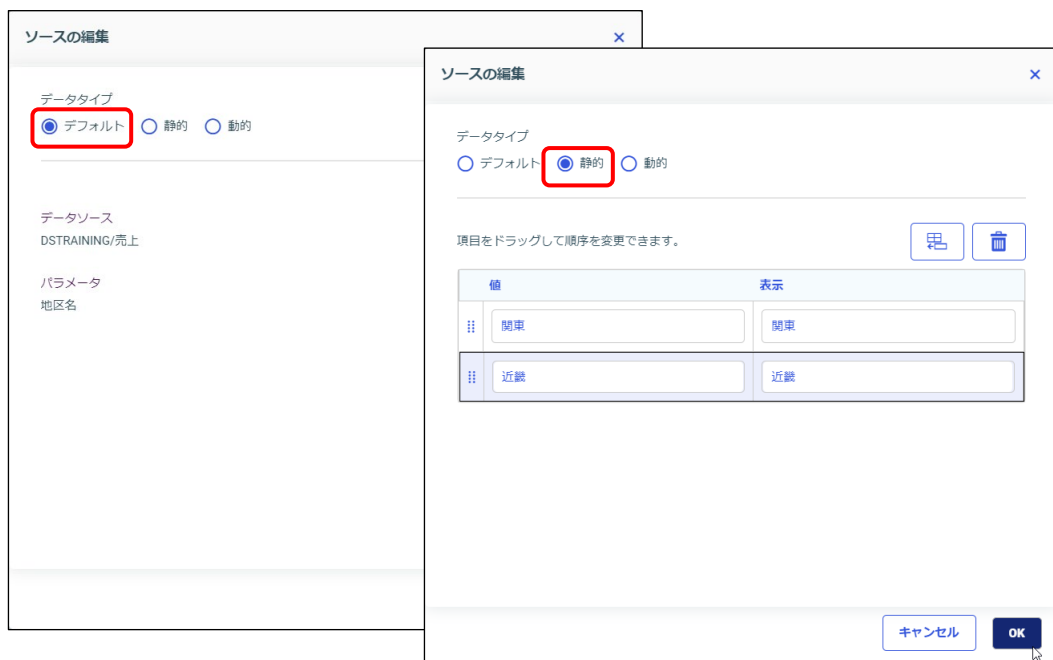 ソースの編集
データタイプ
デフォルト 静的 動的
データソース
DSTRAINING/売上
パラメータ
地区名
ソースの編集
データタイプ
デフォルト 静的 動的
項目をドラッグして順序を変更できます。
値 表示
関東 関東
近畿 近畿
キャンセル OK